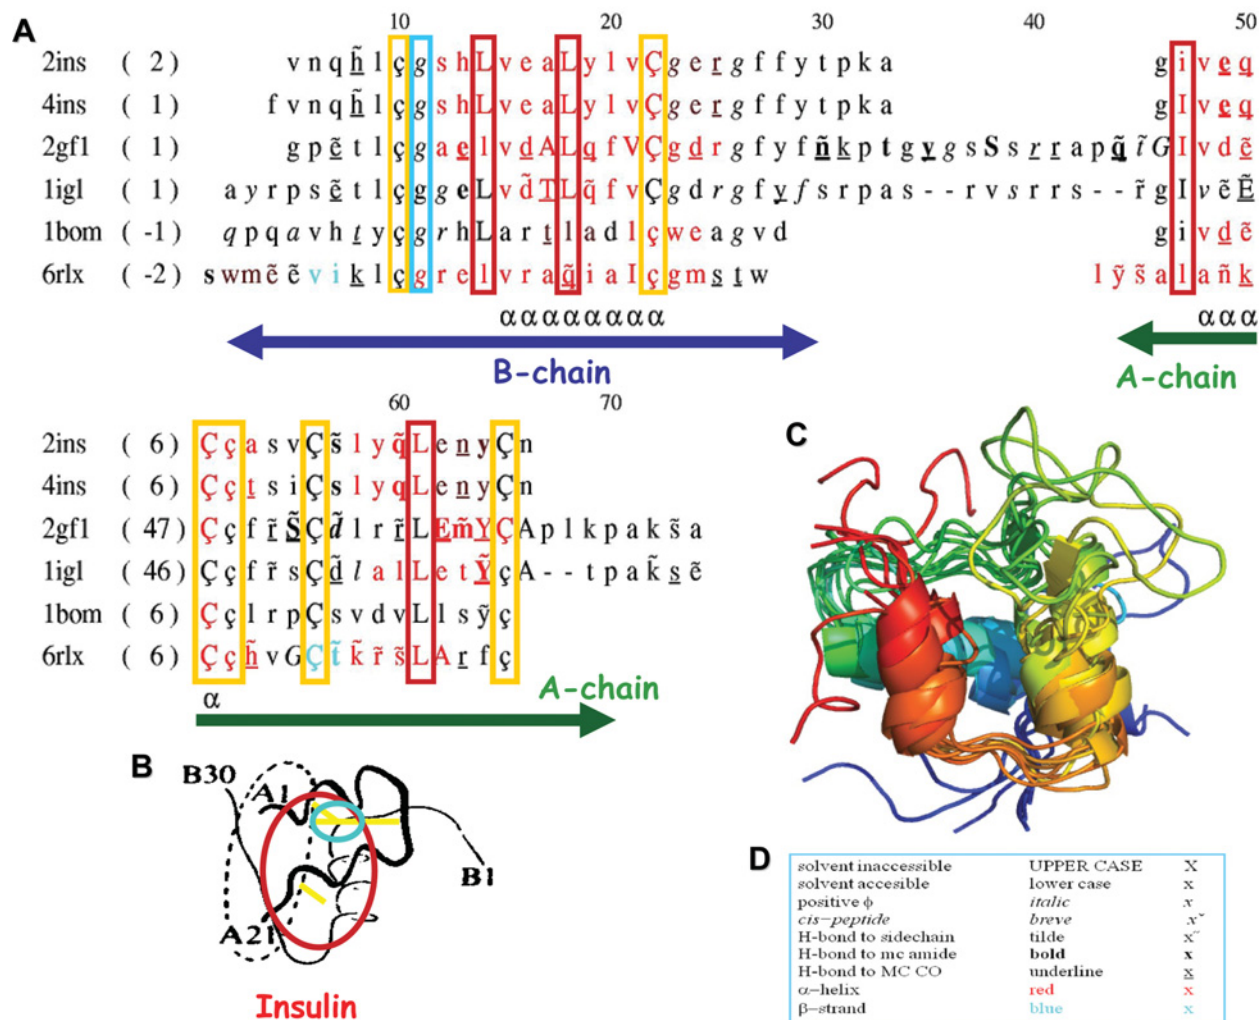 A
10 20 30 40 50
2ins ( 2) v n q h̲̃ l ç g s h L v e a L y l v Ç g e r̲ g f f y t p k a g i v e̲ q̲
4ins ( 1) f v n q h̲̃ l ç g s h L v e a L y l v Ç g e r̲ g f f y t p k a g I v e̲ q̲
2gf1 ( 1) g p ẽ̲ t l ç g a e̲ l v d̲ A L q̲ f V Ç g d̲ r g f y f ñ̲ k̲ p t g y̲ g s S s r̲ r̲ a p q̲̃ ĩ G I v d̲ ẽ̲
1igl ( 1) a y r p s ẽ̲ t l ç g g e L v d̃ T̲ L q̃ f v Ç g d r g f y̲ f s r p a s - - r v s r r s - - r̃ g I v ẽ Ẽ̲
1bom ( -1) q p q a v h t̲ y ç g r h L a r t̲ l a d l ç w e a g v d g i v d̲ ẽ̲
6rlx ( -2) s w m ẽ ẽ v i k̲ l ç g r e l v r a q̲̃ i a I ç g m s̲ t̲ w l ỹ s̃ a l a ñ k̲
α α α α α α α α α α α
B-chain A-chain
60 70
2ins ( 6) Ç ç a s v Ç s̃ l y q̃ L e n̲ y Ç n
4ins ( 6) Ç ç t̲ s i Ç s l y q L e n̲ y Ç n
2gf1 ( 47) Ç ç f r̲̃ S̲̃ Ç d̃ l r r̲̃ L E̲ m̃ Y̲ Ç A p l k p a k s̃ a
1igl ( 46) Ç ç f r̃ s Ç d̲̃ l a l L e t Ỹ̲ ç A - - t p a k̃ s̲ ẽ
1bom ( 6) Ç ç l r p Ç s v d v L l s ỹ ç
6rlx ( 6) Ç ç h̲̃ v G Ç t̃ k̃ r̃ s̃ L A r̲ f ç
α
A-chain
B
B30
A1
B1
A21
Insulin
C
D
solvent inaccessible UPPER CASE X
solvent accesible lower case x
positive ϕ italic x
cis-peptide breve x˘
H-bond to sidechain tilde x˜
H-bond to mc amide bold x
H-bond to MC CO underline x̲
α-helix red x
β-strand blue x